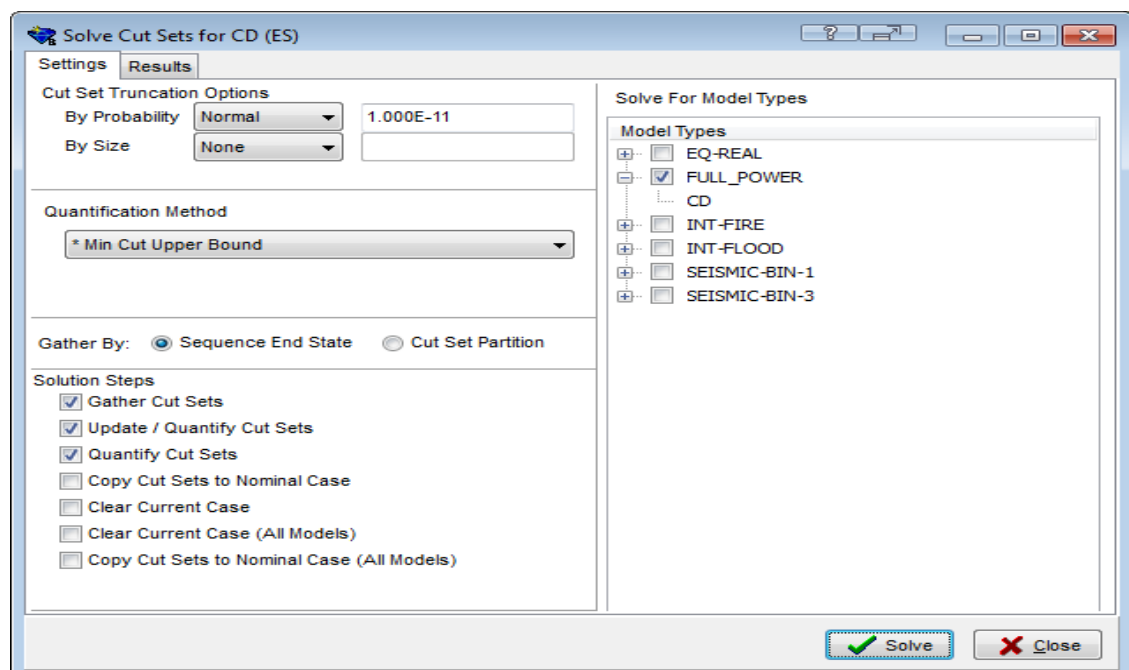 Solve Cut Sets for CD (ES)
Settings Results
Cut Set Truncation Options
By Probability Normal 1.000E-11
By Size None
Quantification Method
* Min Cut Upper Bound
Gather By: Sequence End State Cut Set Partition
Solution Steps
Gather Cut Sets
Update / Quantify Cut Sets
Quantify Cut Sets
Copy Cut Sets to Nominal Case
Clear Current Case
Clear Current Case (All Models)
Copy Cut Sets to Nominal Case (All Models)
Solve For Model Types
Model Types
EQ-REAL
FULL_POWER
CD
INT-FIRE
INT-FLOOD
SEISMIC-BIN-1
SEISMIC-BIN-3
Solve Close